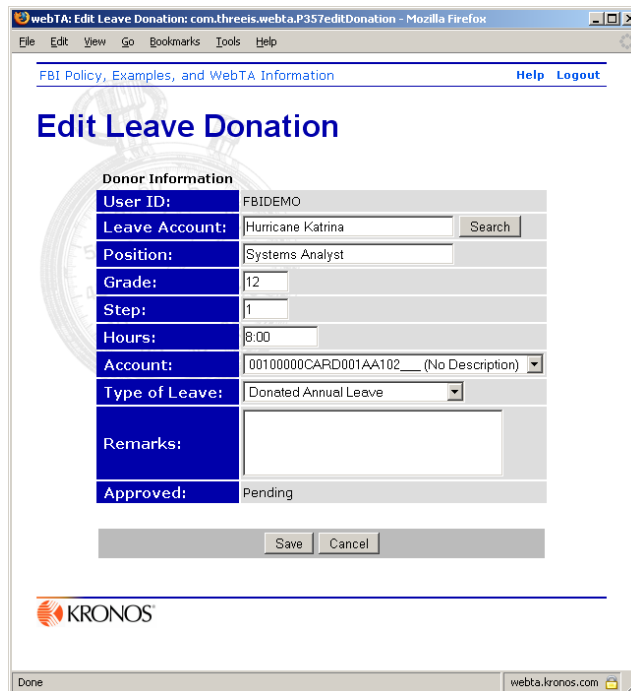 webTA: Edit Leave Donation: com.threeis.webta.P357editDonation - Mozilla Firefox
File Edit View Go Bookmarks Tools Help
FBI Policy, Examples, and WebTA Information Help Logout
Edit Leave Donation
Donor Information
User ID: FBIDEMO
Leave Account: Hurricane Katrina Search
Position: Systems Analyst
Grade: 12
Step: 1
Hours: 8:00
Account: 00100000CARD001AA102___ (No Description)
Type of Leave: Donated Annual Leave
Remarks:
Approved: Pending
Save Cancel
KRONOS
Done webta.kronos.com